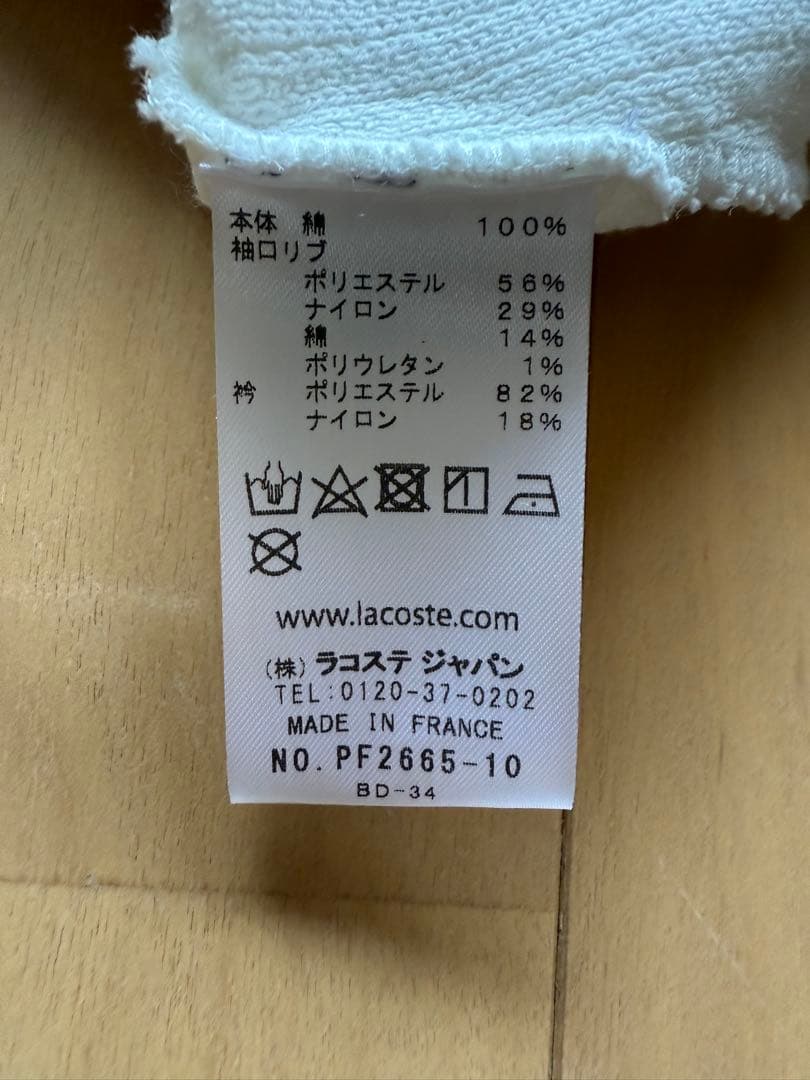 本体 綿 100%
袖口リブ
ポリエステル 56%
ナイロン 29%
綿 14%
ポリウレタン 1%
衿 ポリエステル 82%
ナイロン 18%
www.lacoste.com
(株) ラコステ ジャパン
TEL:0120-37-0202
MADE IN FRANCE
NO. PF2665-10
BD-34